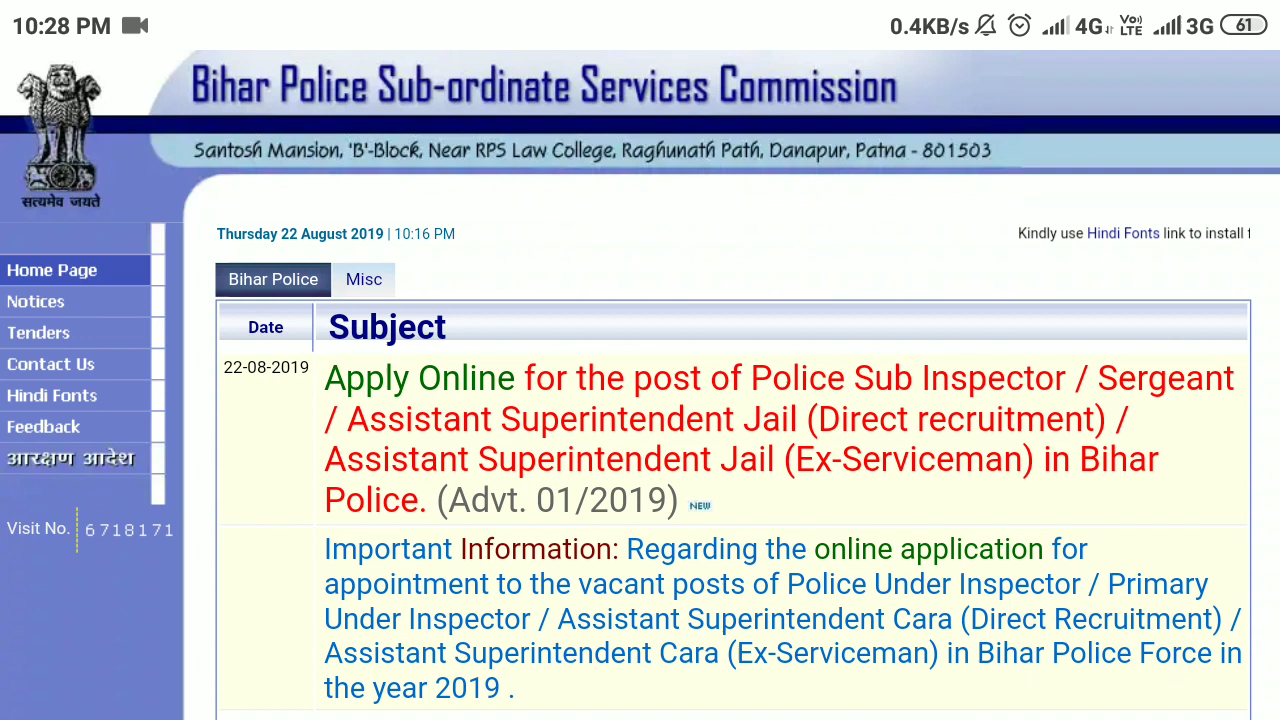 10:28 PM
0.4KB/s 4G Vo) LTE 3G 61
Bihar Police Sub-ordinate Services Commission
Santosh Mansion, 'B'-Block, Near RPS Law College, Raghunath Path, Danapur, Patna - 801503
सत्यमेव जयते
Thursday 22 August 2019 | 10:16 PM
Kindly use Hindi Fonts link to install
Home Page
Notices
Tenders
Contact Us
Hindi Fonts
Feedback
आरक्षण आदेश
Visit No. 6718171
Bihar Police Misc
Date Subject
22-08-2019
Apply Online for the post of Police Sub Inspector / Sergeant
/ Assistant Superintendent Jail (Direct recruitment) /
Assistant Superintendent Jail (Ex-Serviceman) in Bihar
Police. (Advt. 01/2019) NEW
Important Information: Regarding the online application for
appointment to the vacant posts of Police Under Inspector / Primary
Under Inspector / Assistant Superintendent Cara (Direct Recruitment) /
Assistant Superintendent Cara (Ex-Serviceman) in Bihar Police Force in
the year 2019 .